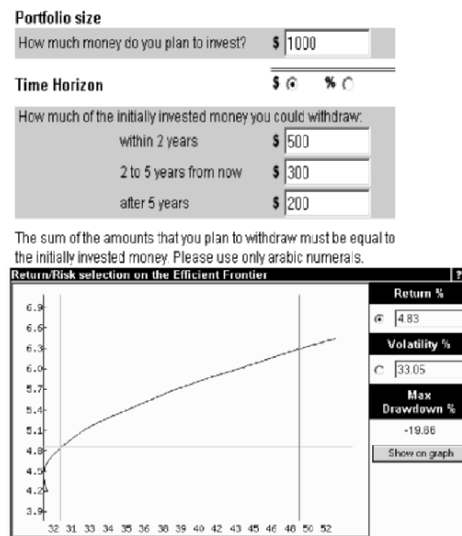 Portfolio size
How much money do you plan to invest? $ 1000
Time Horizon $ %
How much of the initially invested money you could withdraw:
within 2 years $ 500
2 to 5 years from now $ 300
after 5 years $ 200
The sum of the amounts that you plan to withdraw must be equal to
the initially invested money. Please use only arabic numerals.
Return/Risk selection on the Efficient Frontier ?
Return %
4.83
Volatility %
33.05
Max
Drawdown %
-19.66
Show on graph
6.9
6.6
6.3
6.0
5.7
5.4
5.1
4.8
4.5
4.2
3.9
32 31 33 34 35 36 38 39 40 42 43 45 46 48 50 52